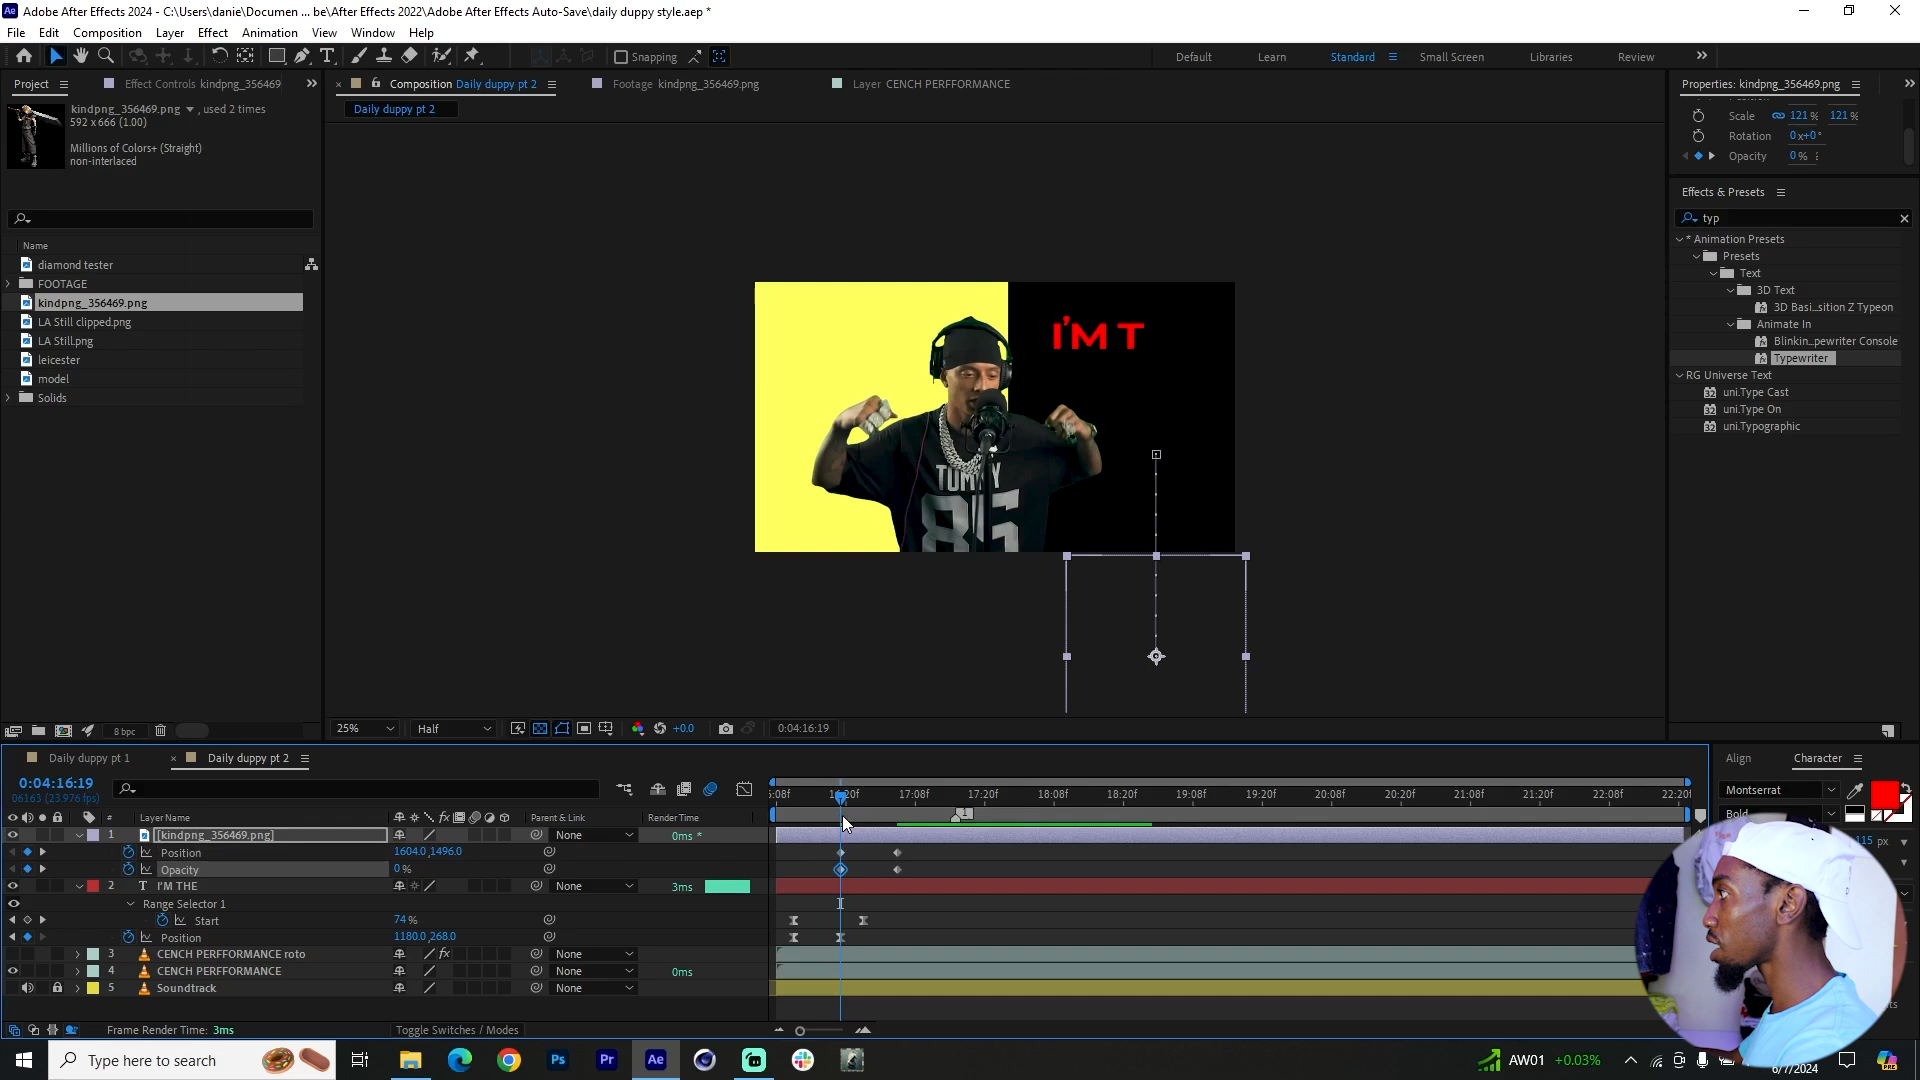 Adobe After Effects 2024 - C:\Users\danie\Documen ... be\After Effects 2022\Adobe After Effects Auto-Save\daily duppy style.aep *
File Edit Composition Layer Effect Animation View Window Help
Snapping Default Learn Standard Small Screen Libraries Review
Project Effect Controls kindpng_356469 Composition Daily duppy pt 2 Footage kindpng_356469.png Layer CENCH PERFFORMANCE Properties: kindpng_356469.png
Daily duppy pt 2
kindpng_356469.png , used 2 times
592 x 666 (1.00)
Millions of Colors+ (Straight)
non-interlaced
Name
diamond tester
FOOTAGE
kindpng_356469.png
LA Still clipped.png
LA Still.png
leicester
model
Solids
8 bpc
I'M T
TOMMY
85
25% Half +0.0 0:04:16:19
Scale 121 % 121 %
Rotation 0x+0°
Opacity 0 %
Effects & Presets
typ
* Animation Presets
Presets
Text
3D Text
3D Basi...sition Z Typeon
Animate In
Blinkin...pewriter Console
Typewriter
RG Universe Text
uni.Type Cast
uni.Type On
uni.Typographic
Daily duppy pt 1 Daily duppy pt 2
0:04:16:19
06163 (23.976 fps)
# Layer Name Parent & Link Render Time
5:08f 16:20f 17:08f 17:20f 18:08f 18:20f 19:08f 19:20f 20:08f 20:20f 21:08f 21:20f 22:08f 22:20f
1
1 [kindpng_356469.png] None 0ms *
Position 1604.0,1496.0
Opacity 0 %
2 T I'M THE None 3ms
Range Selector 1
Start 74 %
Position 1180.0,268.0
3 CENCH PERFFORMANCE roto fx None
4 CENCH PERFFORMANCE None 0ms
5 Soundtrack None
Frame Render Time: 3ms Toggle Switches / Modes
Align Character
Montserrat
Bold
115 px
Type here to search
Ps Pr Ae
AW01 +0.03%
6/7/2024